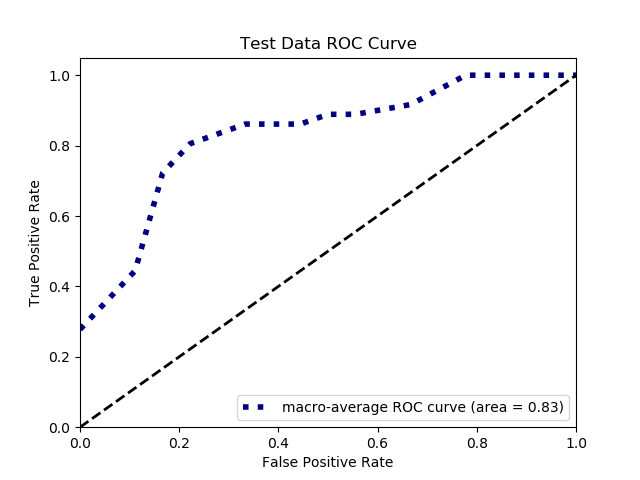 Test Data ROC Curve
True Positive Rate
1.0
0.8
0.6
0.4
0.2
0.0
macro-average ROC curve (area = 0.83)
0.0 0.2 0.4 0.6 0.8 1.0
False Positive Rate